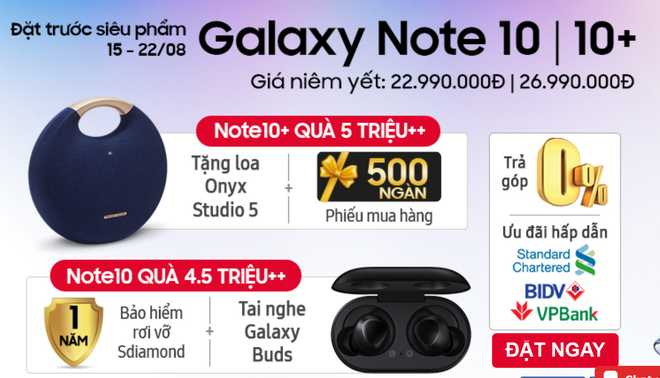 Đặt trước siêu phẩm
15 - 22/08
Galaxy Note 10 | 10+
Giá niêm yết: 22.990.000Đ | 26.990.000Đ
Note10+ QUÀ 5 TRIỆU++
Tặng loa
Onyx
Studio 5
+
500
NGÀN
Phiếu mua hàng
Trả
góp
0%
Ưu đãi hấp dẫn
Standard
Chartered
BIDV
VPBank
Note10 QUÀ 4.5 TRIỆU++
1
NĂM
Bảo hiểm
rơi vỡ
Sdiamond
+
Tai nghe
Galaxy
Buds
ĐẶT NGAY